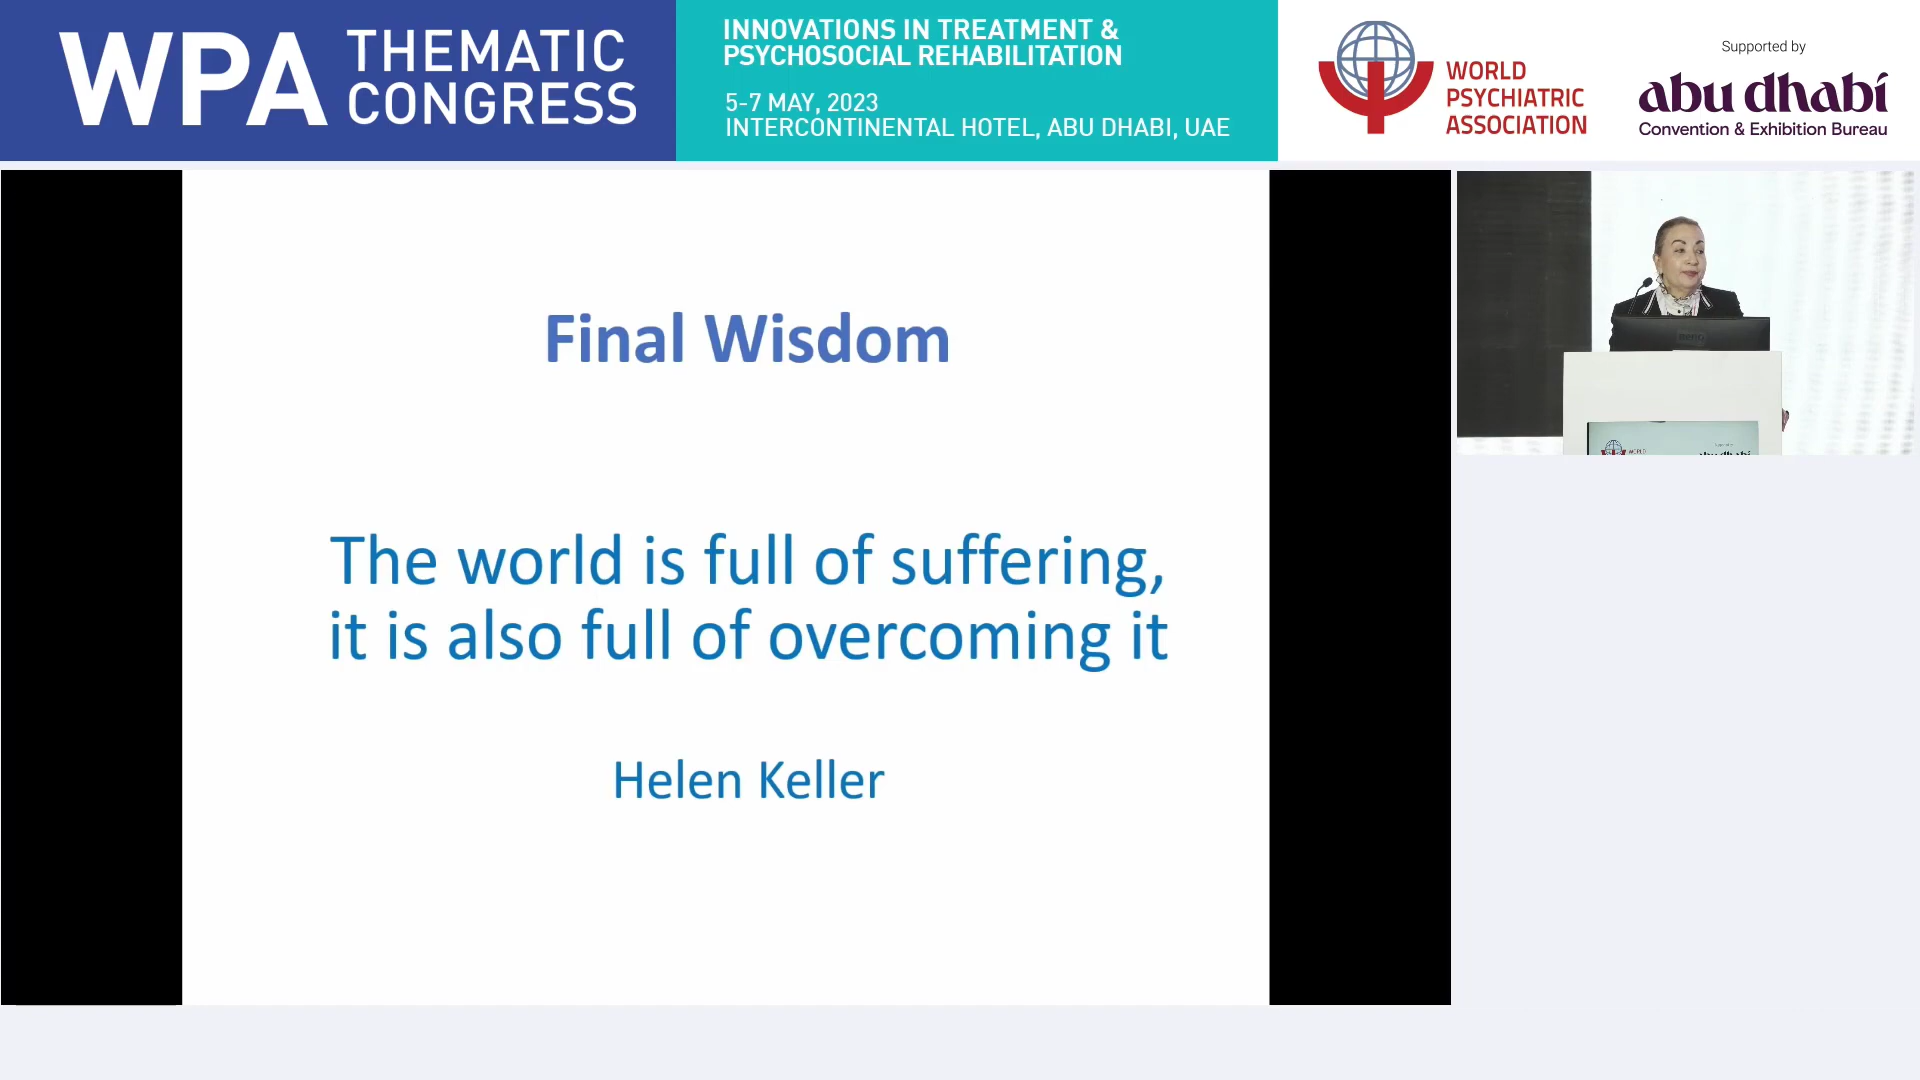 WPA THEMATIC
CONGRESS
INNOVATIONS IN TREATMENT &
PSYCHOSOCIAL REHABILITATION
5-7 MAY, 2023
INTERCONTINENTAL HOTEL, ABU DHABI, UAE
WORLD
PSYCHIATRIC
ASSOCIATION
Supported by
abu dhabi
Convention & Exhibition Bureau
Final Wisdom
The world is full of suffering,
it is also full of overcoming it
Helen Keller
WORLD